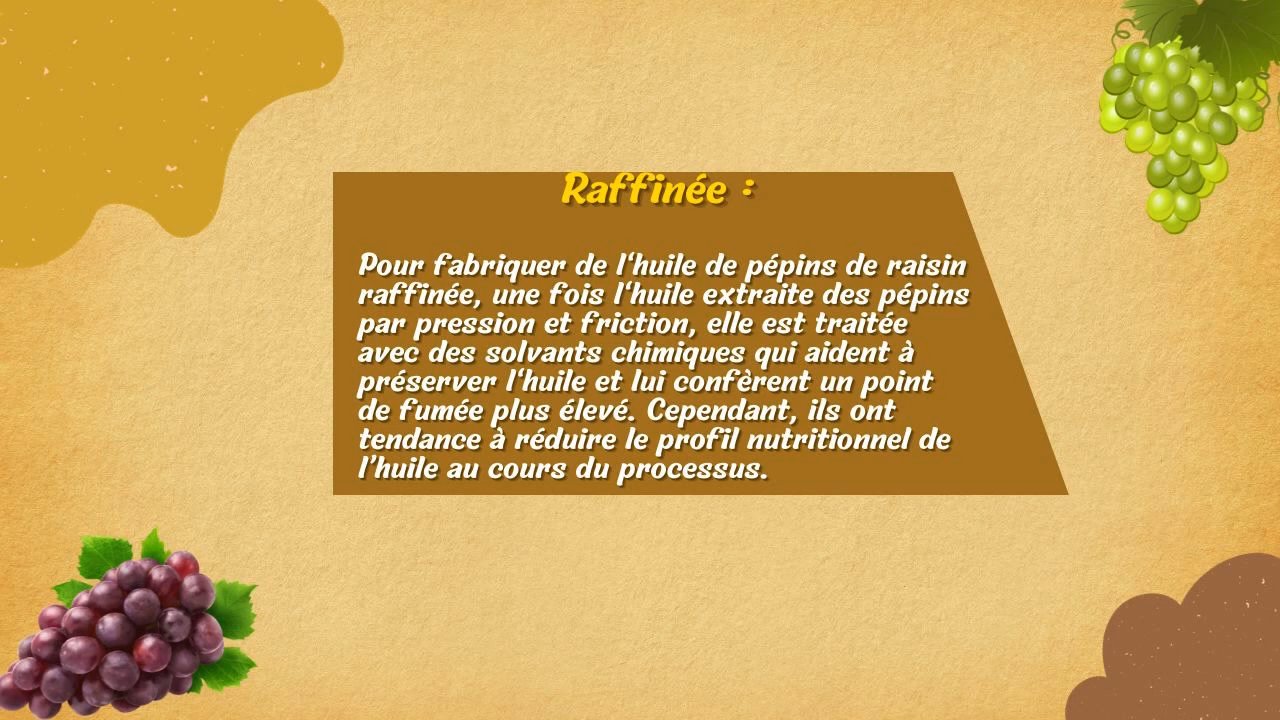 Raffinée :
Pour fabriquer de l‘huile de pépins de raisin
raffinée, une fois l‘huile extraite des pépins
par pression et friction, elle est traitée
avec des solvants chimiques qui aident à
préserver l‘huile et lui confèrent un point
de fumée plus élevé. Cependant, ils ont
tendance à réduire le profil nutritionnel de
l’huile au cours du processus.